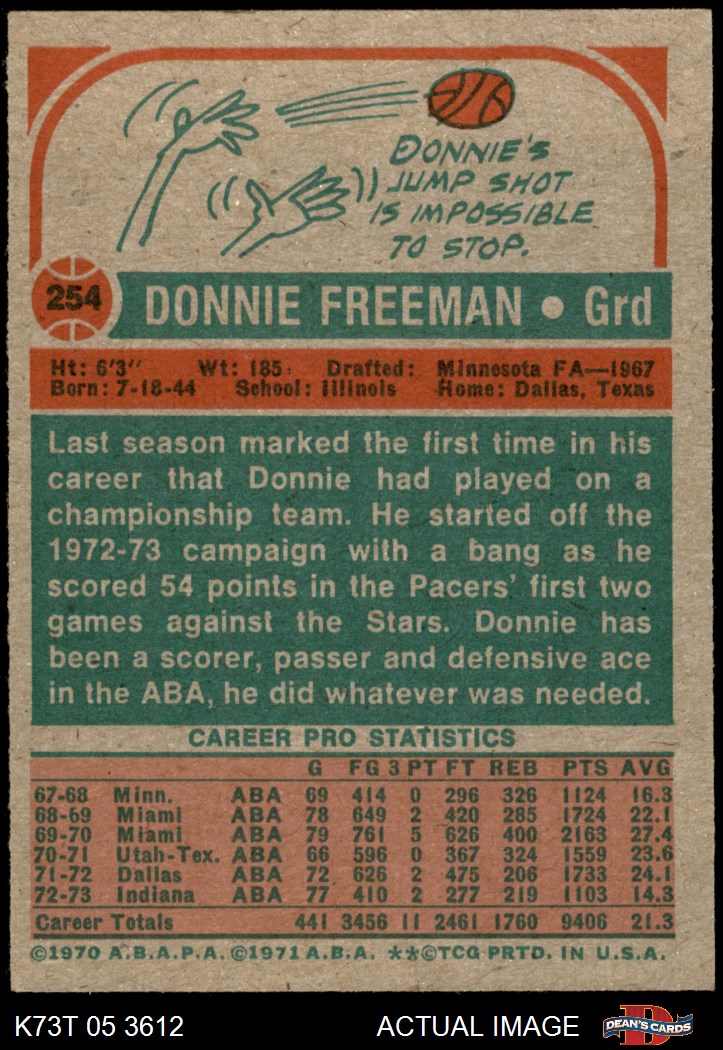 DONNIE'S
JUMP SHOT
IS IMPOSSIBLE
TO STOP.
254
DONNIE FREEMAN • Grd
Ht: 6'3" Wt: 185 Drafted: Minnesota FA—1967
Born: 7-18-44 School: Illinois Home: Dallas, Texas
Last season marked the first time in his
career that Donnie had played on a
championship team. He started off the
1972-73 campaign with a bang as he
scored 54 points in the Pacers' first two
games against the Stars. Donnie has
been a scorer, passer and defensive ace
in the ABA, he did whatever was needed.
CAREER PRO STATISTICS
G FG 3 PT FT REB PTS AVG
67-68 Minn. ABA 69 414 0 296 326 1124 16.3
68-69 Miami ABA 78 649 2 420 285 1724 22.1
69-70 Miami ABA 79 761 5 626 400 2163 27.4
70-71 Utah-Tex. ABA 66 596 0 367 324 1559 23.6
71-72 Dallas ABA 72 626 2 475 206 1733 24.1
72-73 Indiana ABA 77 410 2 277 219 1103 14.3
Career Totals 441 3456 11 2461 1760 9406 21.3
©1970 A.B.A.P.A. ©1971 A.B.A. **©TCG PRTD. IN U.S.A.
K73T 05 3612 ACTUAL IMAGE
DEAN'S CARDS